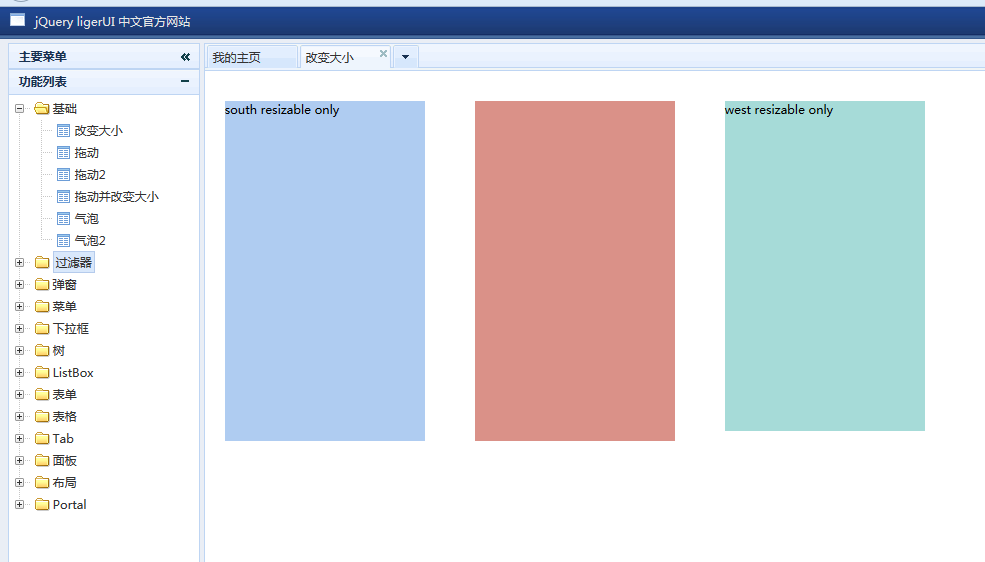 jQuery ligerUI 中文官方网站
主要菜单
功能列表
基础
改变大小
拖动
拖动2
拖动并改变大小
气泡
气泡2
过滤器
弹窗
菜单
下拉框
树
ListBox
表单
表格
Tab
面板
布局
Portal
我的主页 改变大小
south resizable only west resizable only